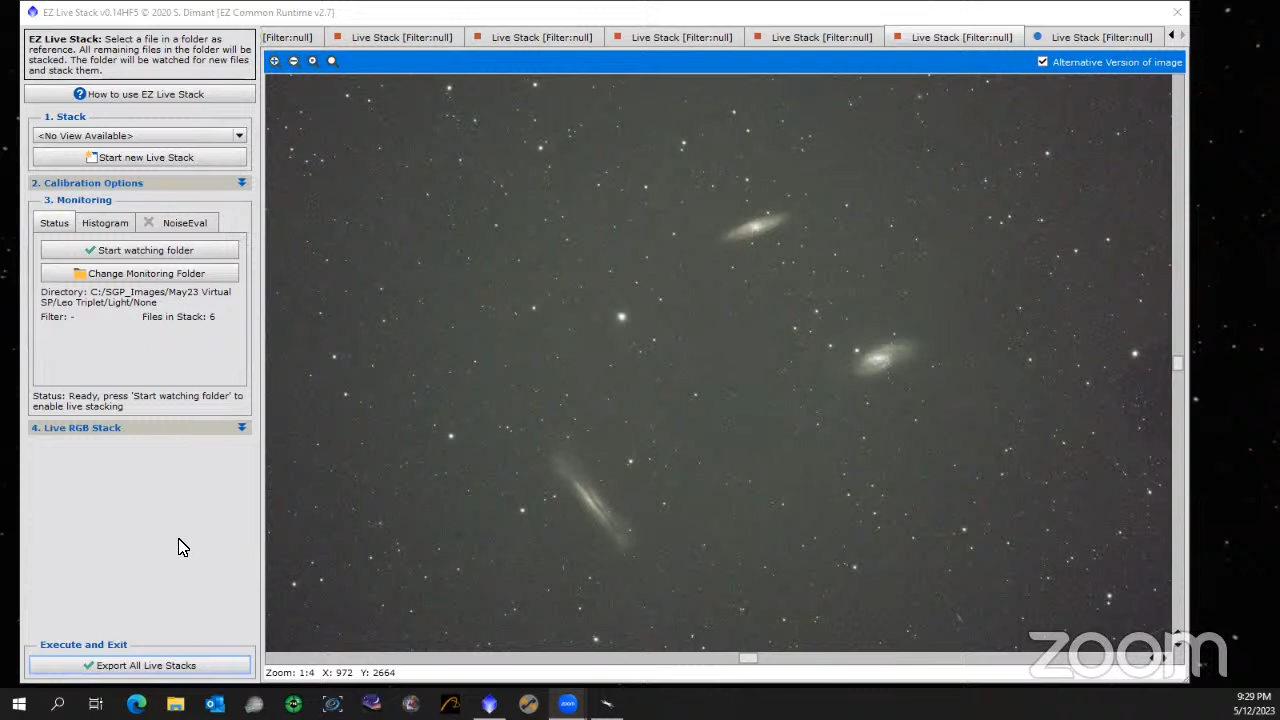 EZ Live Stack v0.14HF5 © 2020 S. Dimant [EZ Common Runtime v2.7]
EZ Live Stack: Select a file in a folder as
reference. All remaining files in the folder will be
stacked. The folder will be watched for new files
and stack them.
How to use EZ Live Stack
1. Stack
<No View Available>
Start new Live Stack
2. Calibration Options
3. Monitoring
Status Histogram NoiseEval
Start watching folder
Change Monitoring Folder
Directory: C:/SGP_Images/May23 Virtual
SP/Leo Triplet/Light/None
Filter: - Files in Stack: 6
Status: Ready, press 'Start watching folder' to
enable live stacking
4. Live RGB Stack
Execute and Exit
Export All Live Stacks
[Filter:null] Live Stack [Filter:null] Live Stack [Filter:null] Live Stack [Filter:null] Live Stack [Filter:null] Live Stack [Filter:null] Live Stack [Filter:null]
Alternative Version of image
Zoom: 1:4 X: 972 Y: 2664
zoom
zoom
9:29 PM
5/12/2023